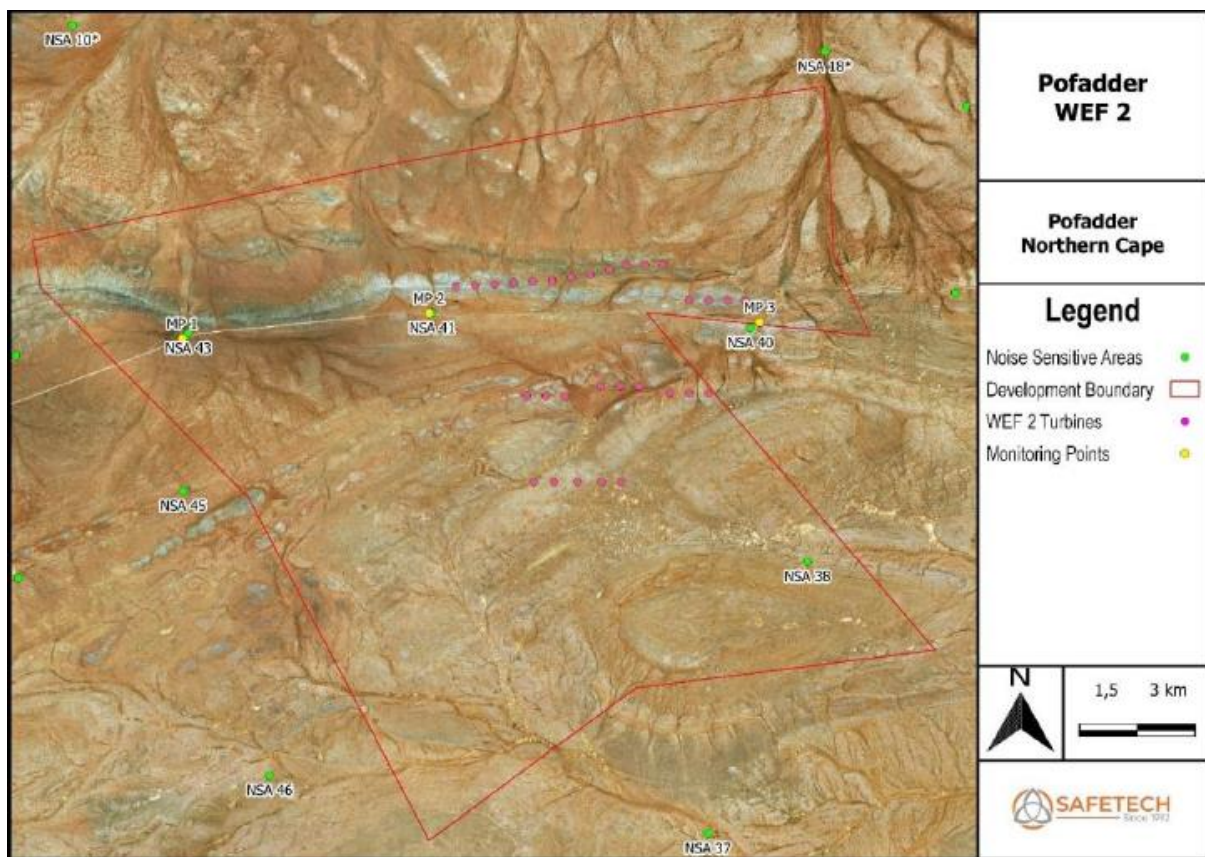 NSA 10*
NSA 18*
MP 2
NSA 41
MP 3
NSA 40
MP 1
NSA 43
NSA 45
NSA 38
NSA 46
NSA 37
Pofadder
WEF 2
Pofadder
Northern Cape
Legend
Noise Sensitive Areas
Development Boundary
WEF 2 Turbines
Monitoring Points
N
1,5 3 km
SAFETECH
Since 1992